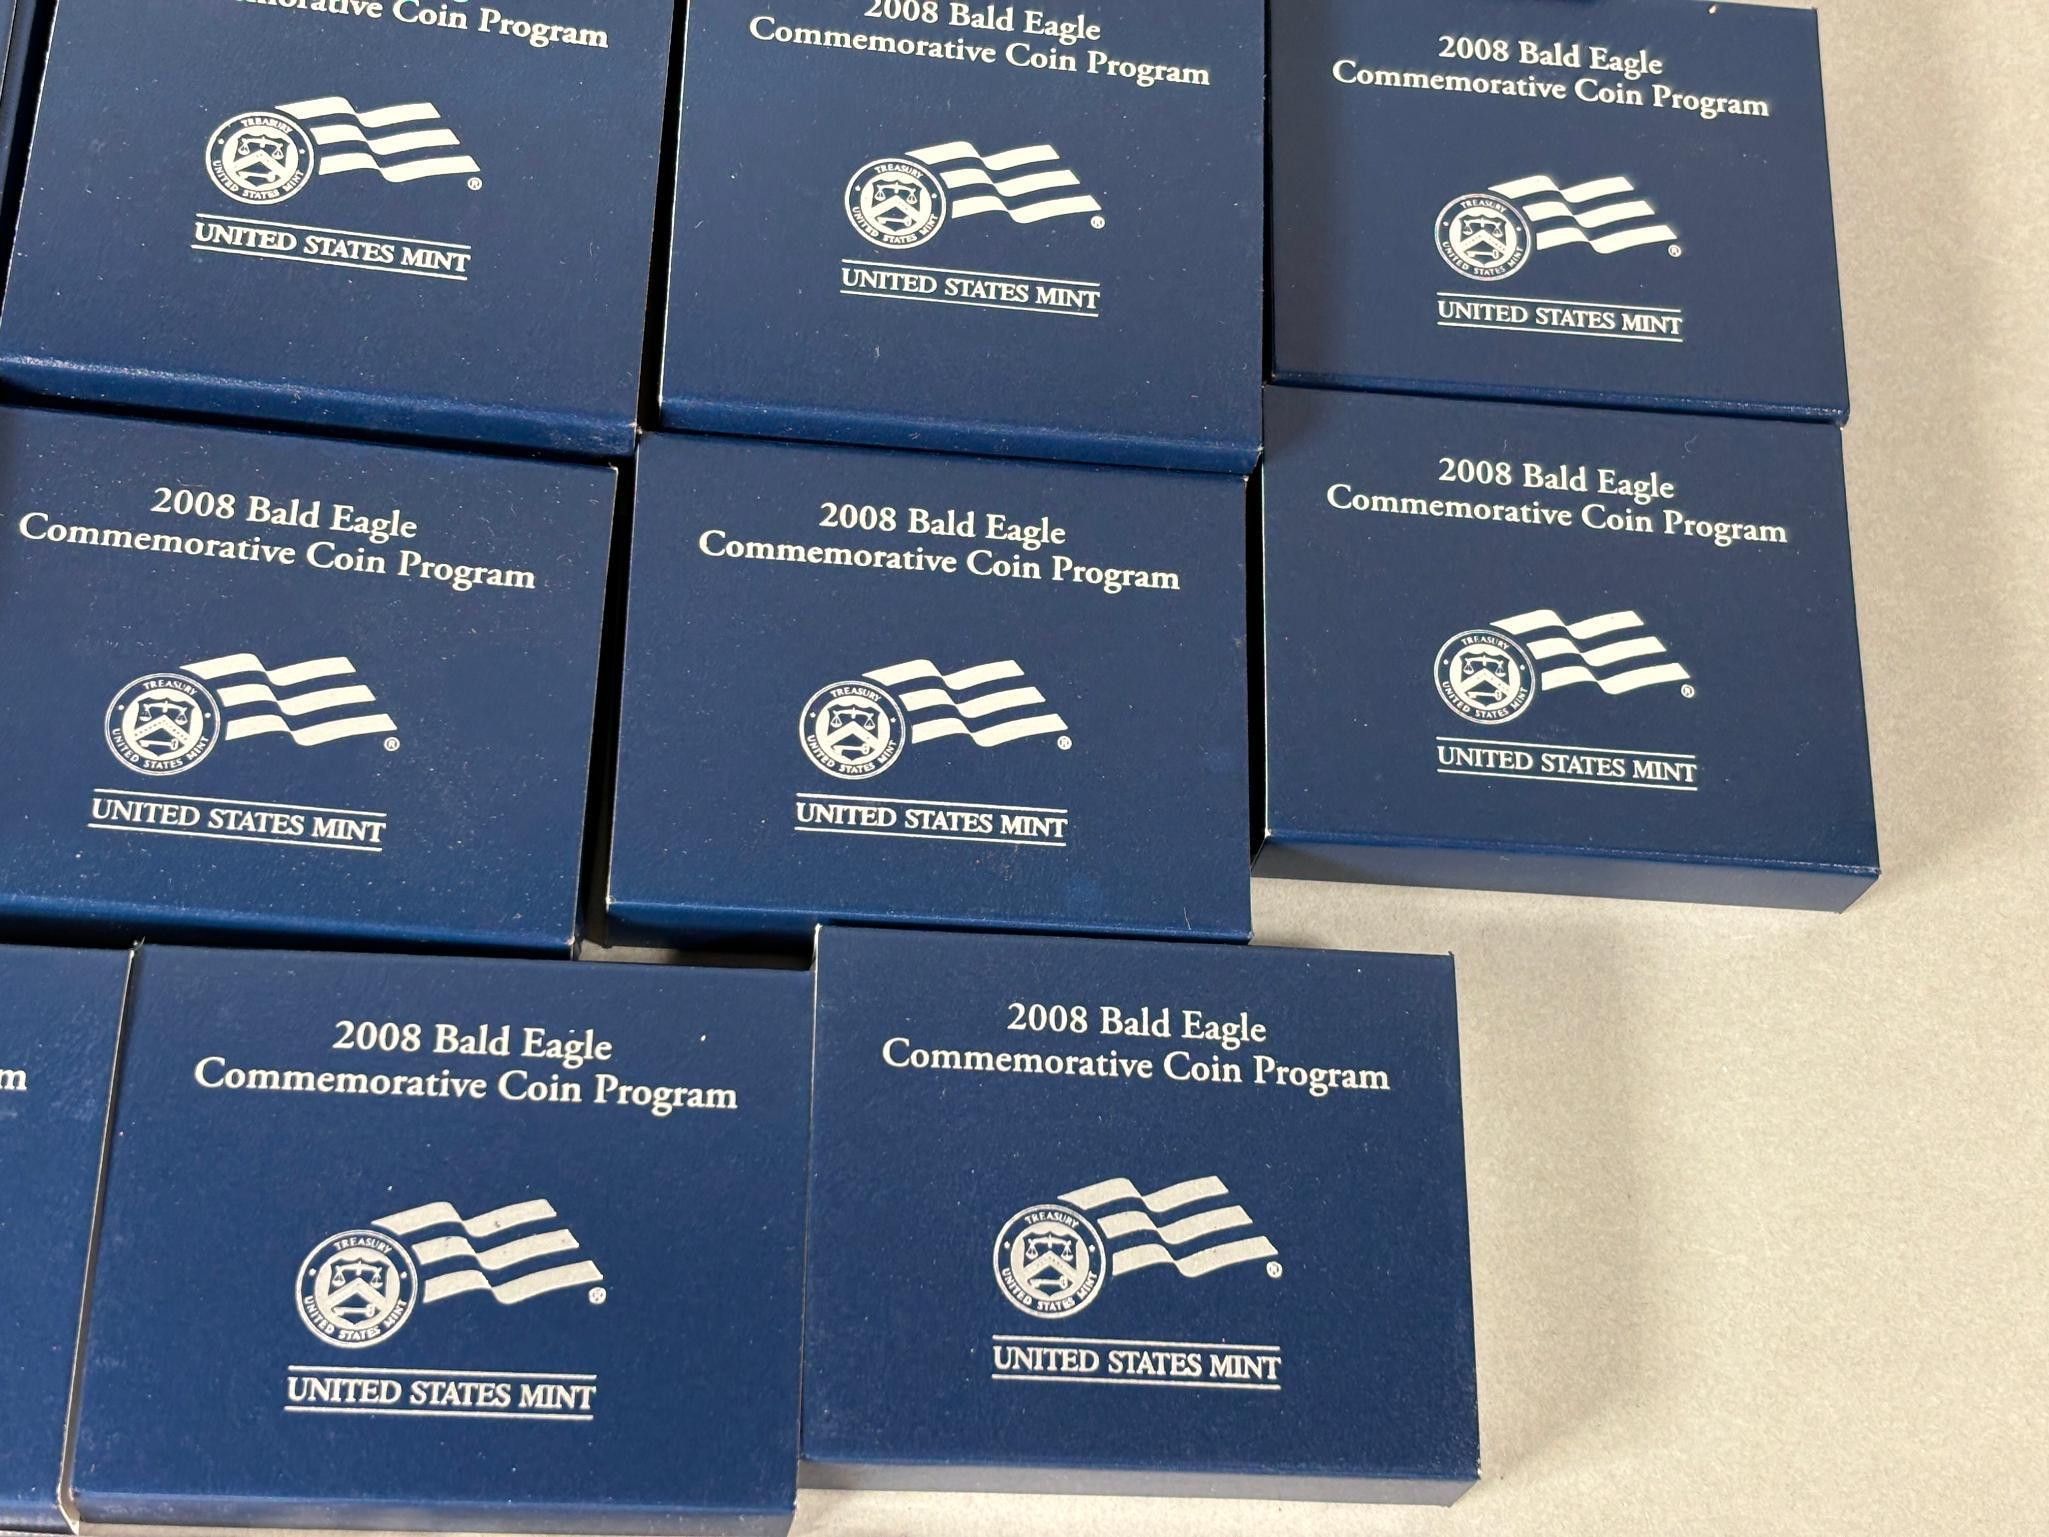 Coin Program
TREASURY
UNITED STATES MINT
®
UNITED STATES MINT
2008 Bald Eagle
Commemorative Coin Program
TREASURY
UNITED STATES MINT
®
UNITED STATES MINT
2008 Bald Eagle
Commemorative Coin Program
TREASURY
UNITED STATES MINT
®
UNITED STATES MINT
2008 Bald Eagle
Commemorative Coin Program
TREASURY
UNITED STATES MINT
®
UNITED STATES MINT
2008 Bald Eagle
Commemorative Coin Program
TREASURY
UNITED STATES MINT
®
UNITED STATES MINT
2008 Bald Eagle
Commemorative Coin Program
TREASURY
UNITED STATES MINT
®
UNITED STATES MINT
2008 Bald Eagle
Commemorative Coin Program
TREASURY
UNITED STATES MINT
®
UNITED STATES MINT
2008 Bald Eagle
Commemorative Coin Program
TREASURY
UNITED STATES MINT
®
UNITED STATES MINT